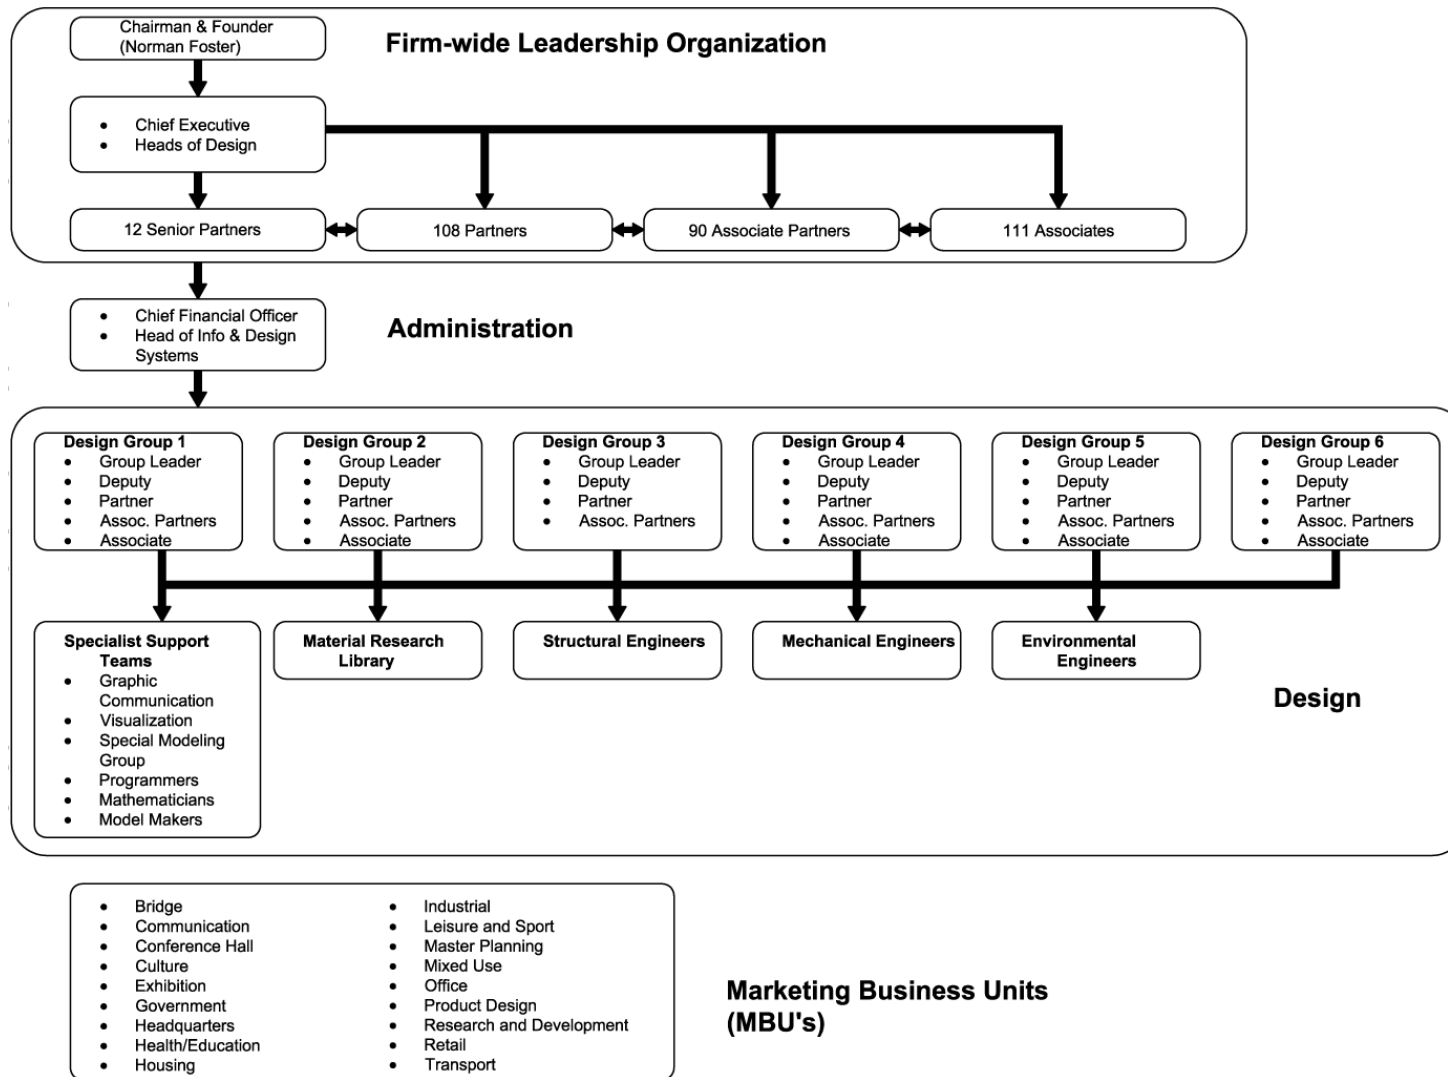 Chairman & Founder
(Norman Foster)
Firm-wide Leadership Organization
• Chief Executive
• Heads of Design
12 Senior Partners
108 Partners
90 Associate Partners
111 Associates
• Chief Financial Officer
• Head of Info & Design
Systems
Administration
Design Group 1
• Group Leader
• Deputy
• Partner
• Assoc. Partners
• Associate
Design Group 2
• Group Leader
• Deputy
• Partner
• Assoc. Partners
• Associate
Design Group 3
• Group Leader
• Deputy
• Partner
• Assoc. Partners
Design Group 4
• Group Leader
• Deputy
• Partner
• Assoc. Partners
• Associate
Design Group 5
• Group Leader
• Deputy
• Partner
• Assoc. Partners
• Associate
Design Group 6
• Group Leader
• Deputy
• Partner
• Assoc. Partners
• Associate
Specialist Support
Teams
• Graphic
Communication
• Visualization
• Special Modeling
Group
• Programmers
• Mathematicians
• Model Makers
Material Research
Library
Structural Engineers
Mechanical Engineers
Environmental
Engineers
Design
• Bridge
• Communication
• Conference Hall
• Culture
• Exhibition
• Government
• Headquarters
• Health/Education
• Housing
• Industrial
• Leisure and Sport
• Master Planning
• Mixed Use
• Office
• Product Design
• Research and Development
• Retail
• Transport
Marketing Business Units
(MBU's)